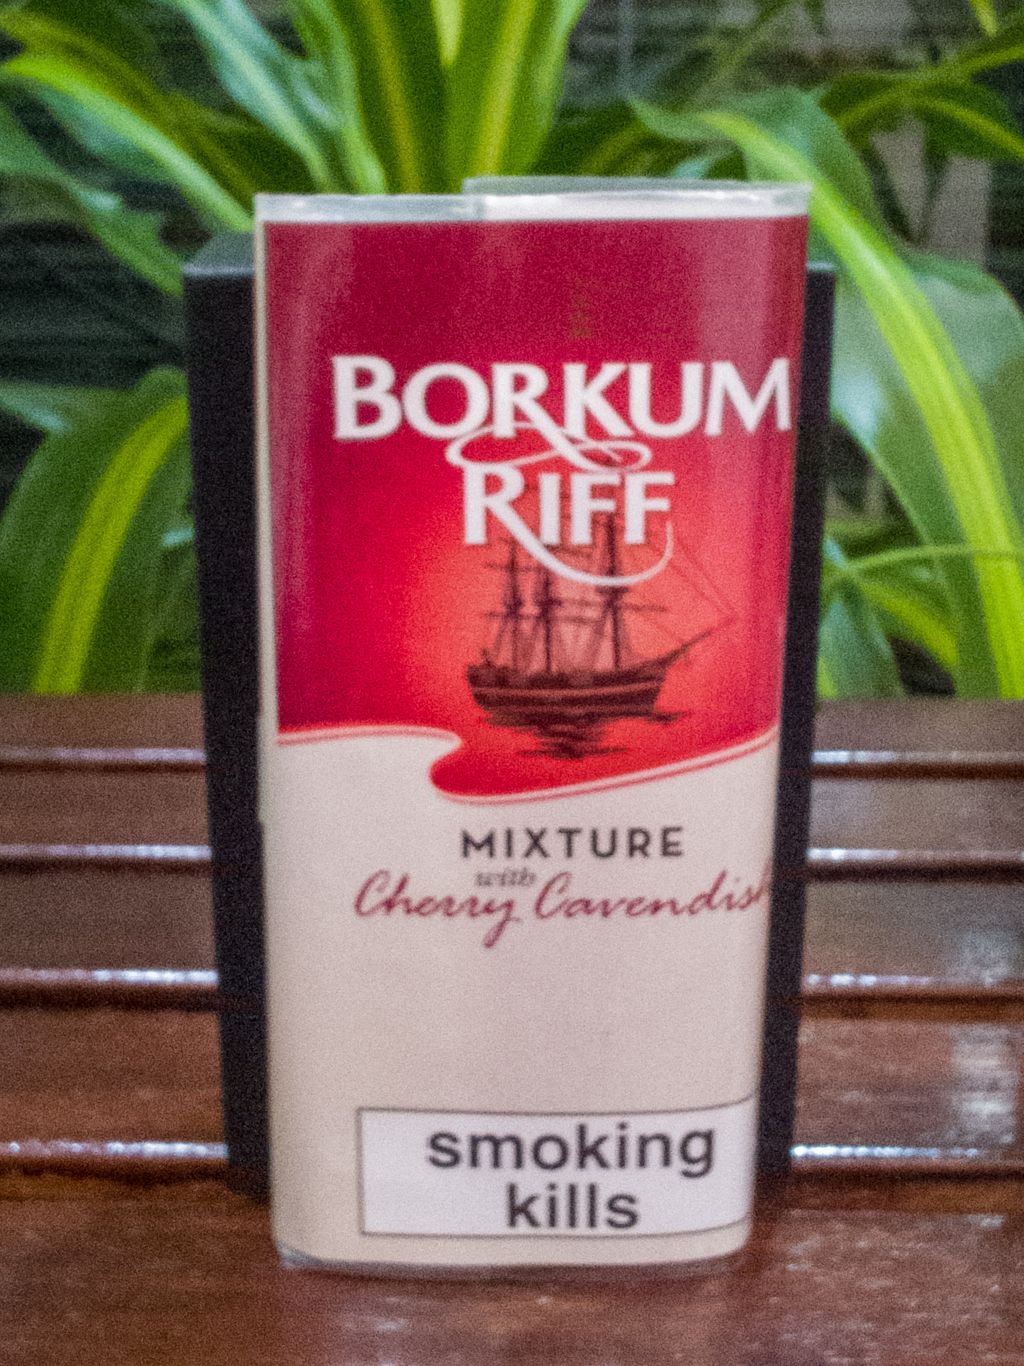 BORKUM
RIFF
MIXTURE
with
Cherry Cavendish
smoking
kills